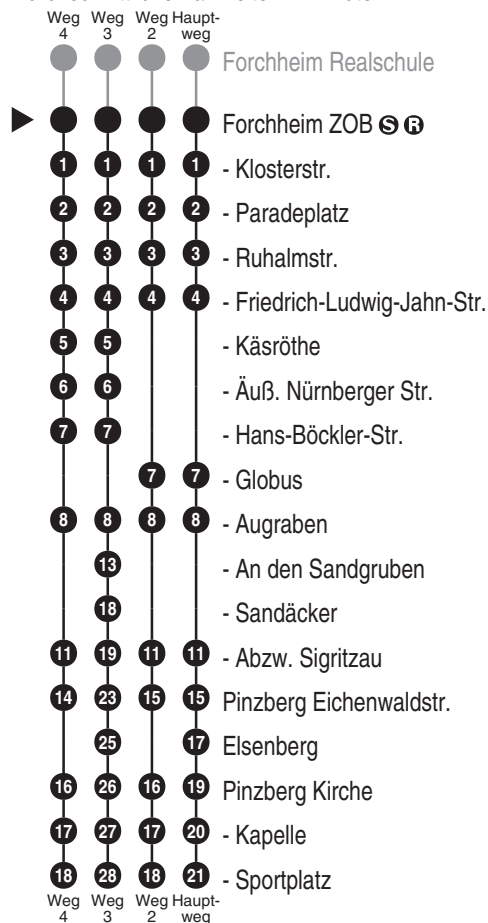 Weg Weg Weg Haupt-
4 3 2 weg
Forchheim Realschule
Forchheim ZOB S R
1 1 1 1 - Klosterstr.
2 2 2 2 - Paradeplatz
3 3 3 3 - Ruhalmstr.
4 4 4 4 - Friedrich-Ludwig-Jahn-Str.
5 5 - Käsröthe
6 6 - Äuß. Nürnberger Str.
7 7 - Hans-Böckler-Str.
7 7 - Globus
8 8 8 8 - Augraben
13 - An den Sandgruben
18 - Sandäcker
11 19 11 11 - Abzw. Sigritzau
14 23 15 15 Pinzberg Eichenwaldstr.
25 17 Elsenberg
16 26 16 19 Pinzberg Kirche
17 27 17 20 - Kapelle
18 28 18 21 - Sportplatz
Weg Weg Weg Haupt-
4 3 2 weg